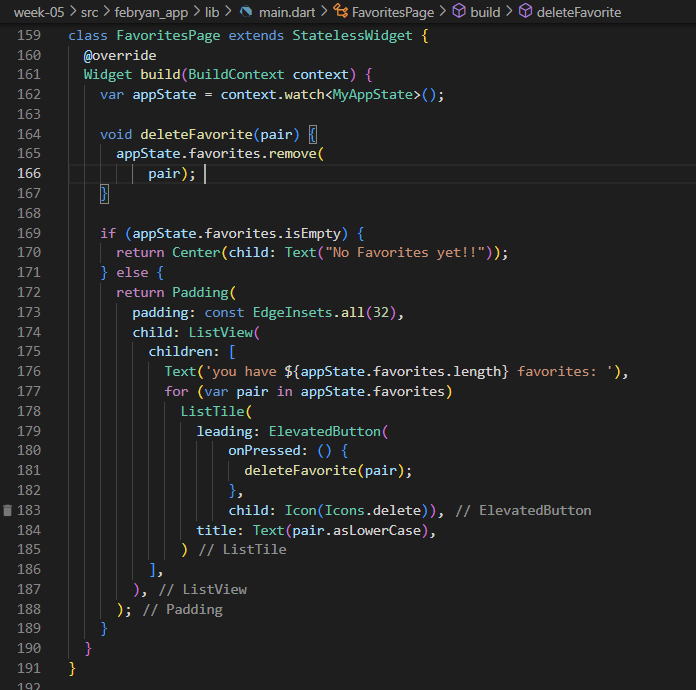 week-05 > src > febryan_app > lib > main.dart > FavoritesPage > build > deleteFavorite
159 class FavoritesPage extends StatelessWidget {
160   @override
161   Widget build(BuildContext context) {
162     var appState = context.watch<MyAppState>();
163
164     void deleteFavorite(pair) {
165       appState.favorites.remove(
166           pair);
167     }
168
169     if (appState.favorites.isEmpty) {
170       return Center(child: Text("No Favorites yet!!"));
171     } else {
172       return Padding(
173         padding: const EdgeInsets.all(32),
174         child: ListView(
175           children: [
176             Text('you have ${appState.favorites.length} favorites: '),
177             for (var pair in appState.favorites)
178               ListTile(
179                 leading: ElevatedButton(
180                     onPressed: () {
181                       deleteFavorite(pair);
182                     },
183                     child: Icon(Icons.delete)), // ElevatedButton
184                 title: Text(pair.asLowerCase),
185               ) // ListTile
186           ],
187         ), // ListView
188       ); // Padding
189     }
190   }
191 }
192